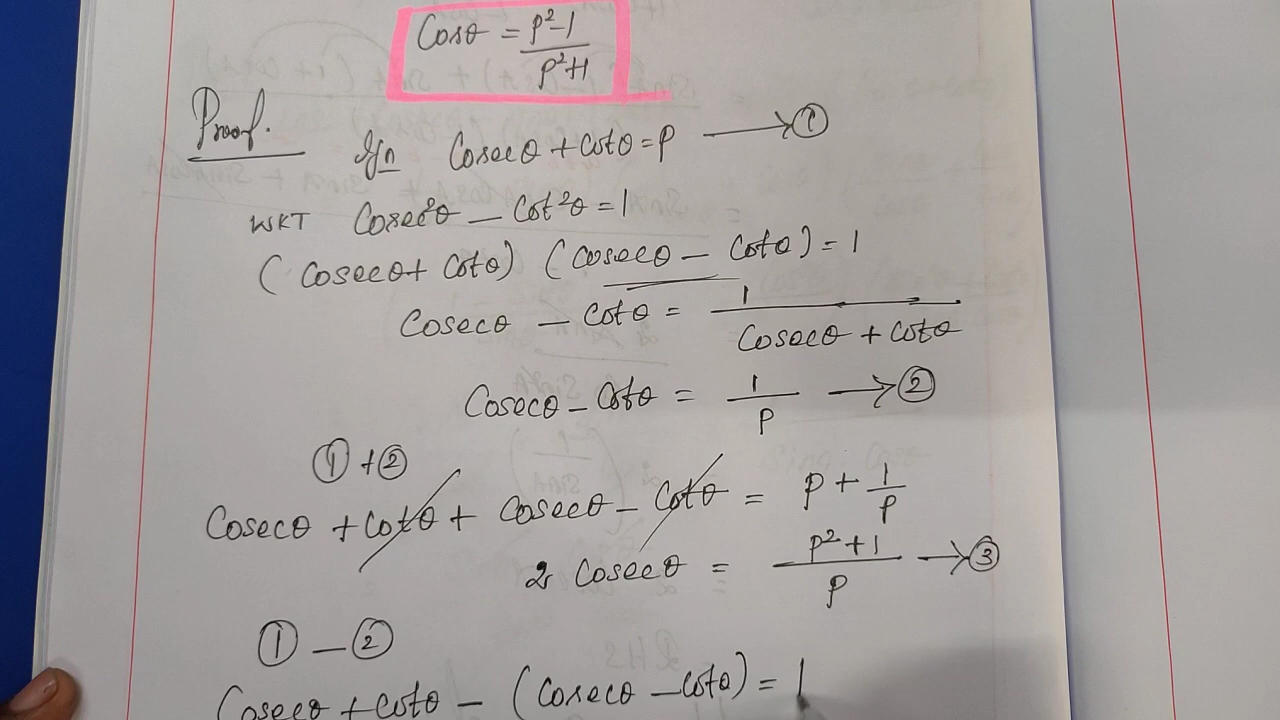 Cosθ = P²-1 / P²+1
Proof.
G/n Cosecθ + Cotθ = P → ①
WKT Cosec²θ - Cot²θ = 1
(Cosecθ + Cotθ) (Cosecθ - Cotθ) = 1
Cosecθ - Cotθ = 1 / Cosecθ + Cotθ
Cosecθ - Cotθ = 1 / P → ②
① + ②
Cosecθ + Cotθ + Cosecθ - Cotθ = P + 1 / P
2 Cosecθ = P² + 1 / P → ③
① - ②
Cosecθ + Cotθ - (Cosecθ - Cotθ) =